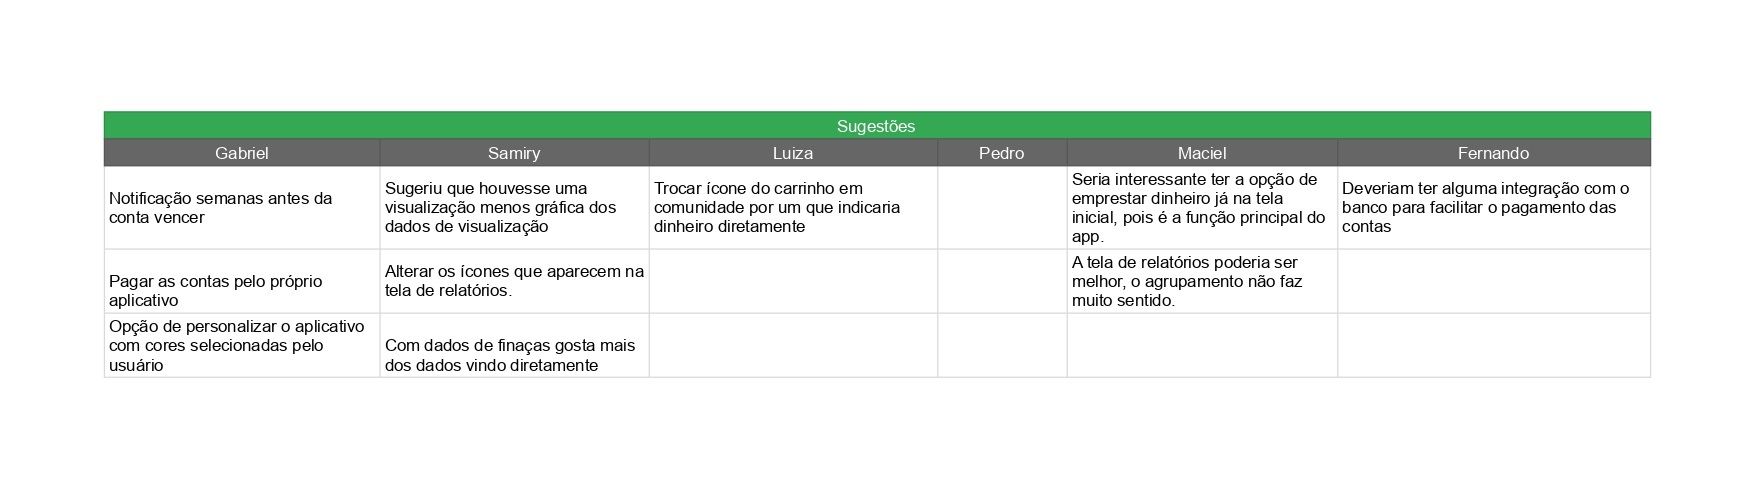 Sugestões
Gabriel
Samiry
Luiza
Pedro
Maciel
Fernando
Notificação semanas antes da
conta vencer
Sugeriu que houvesse uma
visualização menos gráfica dos
dados de visualização
Trocar ícone do carrinho em
comunidade por um que indicaria
dinheiro diretamente
Seria interessante ter a opção de
emprestar dinheiro já na tela
inicial, pois é a função principal do
app.
Deveriam ter alguma integração com o
banco para facilitar o pagamento das
contas
Pagar as contas pelo próprio
aplicativo
Alterar os ícones que aparecem na
tela de relatórios.
A tela de relatórios poderia ser
melhor, o agrupamento não faz
muito sentido.
Opção de personalizar o aplicativo
com cores selecionadas pelo
usuário
Com dados de finaças gosta mais
dos dados vindo diretamente